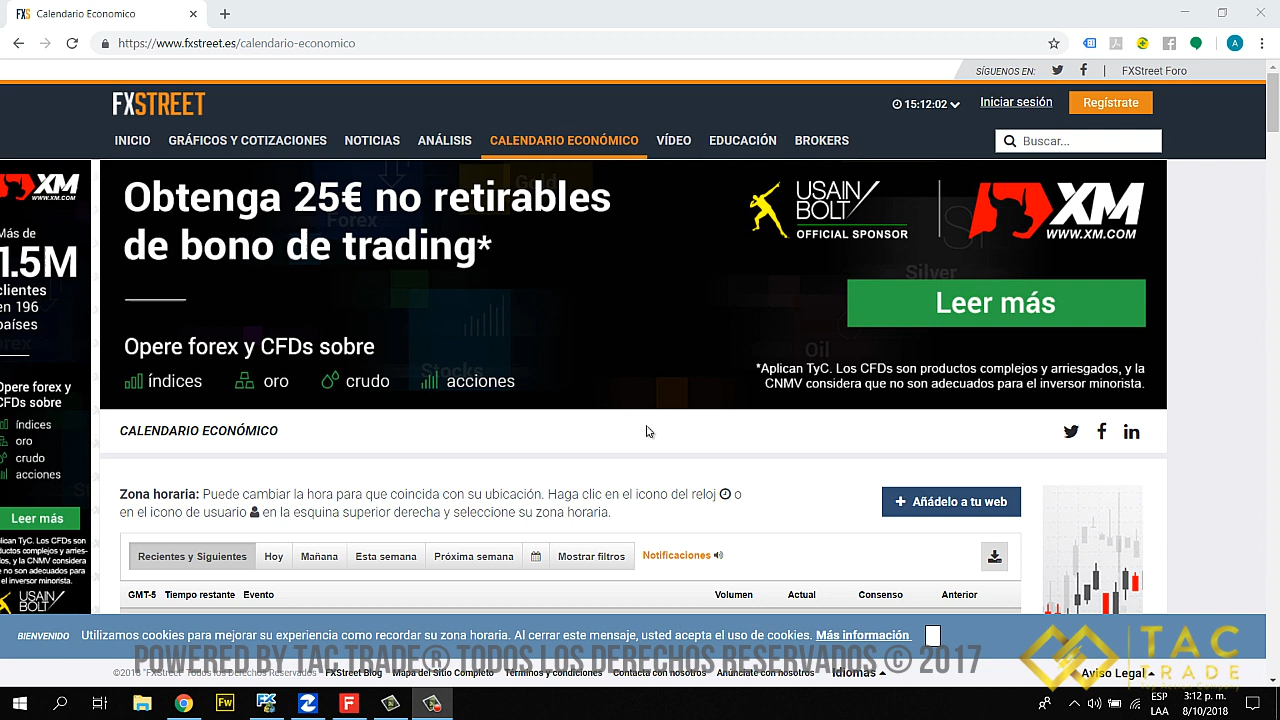 Calendario Economico
https://www.fxstreet.es/calendario-economico
SÍGUENOS EN:
FXStreet Foro
FXSTREET
15:12:02
Iniciar sesión
Regístrate
INICIO
GRÁFICOS Y COTIZACIONES
NOTICIAS
ANÁLISIS
CALENDARIO ECONÓMICO
VÍDEO
EDUCACIÓN
BROKERS
Buscar...
XM
WWW.XM.COM
Más de
1.5M
clientes
en 196
países
Opere forex y
CFDs sobre
índices
oro
crudo
acciones
Leer más
Obtenga 25€ no retirables
de bono de trading*
Opere forex y CFDs sobre
índices
oro
crudo
acciones
USAIN
BOLT
OFFICIAL SPONSOR
XM
WWW.XM.COM
Forex
Gold
Silver
Stocks
Oil
Leer más
*Aplican TyC. Los CFDs son productos complejos y arriesgados, y la
CNMV considera que no son adecuados para el inversor minorista.
CALENDARIO ECONÓMICO
Zona horaria: Puede cambiar la hora para que coincida con su ubicación. Haga clic en el icono del reloj o
en el icono de usuario en la esquina superior derecha y seleccione su zona horaria.
Añádelo a tu web
Recientes y Siguientes
Hoy
Mañana
Esta semana
Próxima semana
Mostrar filtros
Notificaciones
GMT-5
Tiempo restante
Evento
Volumen
Actual
Consenso
Anterior
USAIN
BOLT
BIENVENIDO
Utilizamos cookies para mejorar su experiencia como recordar su zona horaria. Al cerrar este mensaje, usted acepta el uso de cookies. Más información
POWERED BY TAC TRADE® TODOS LOS DERECHOS RESERVADOS © 2017
FXStreet Blog
Mapa del Sitio Completo
Términos y condiciones
Contacta con nosotros
Anúnciate con nosotros
Idiomas
Aviso Legal
TAC
TRADE
ESP
LAA
3:12 p. m.
8/10/2018